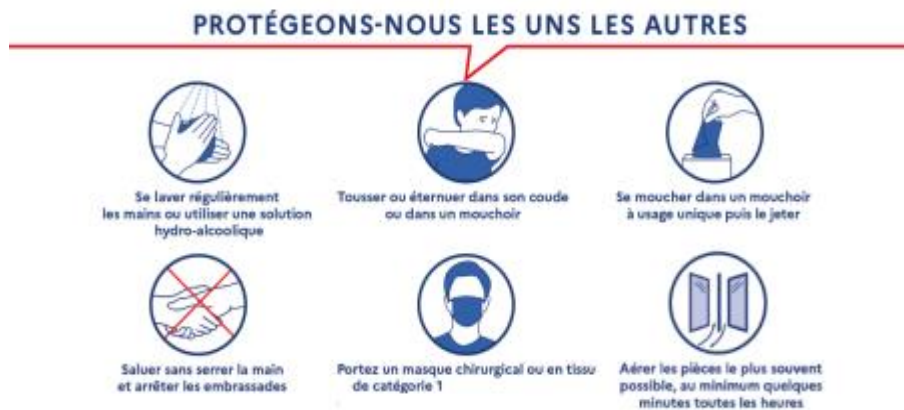 PROTÉGEONS-NOUS LES UNS LES AUTRES
Se laver régulièrement
les mains ou utiliser une solution
hydro-alcoolique
Tousser ou éternuer dans son coude
ou dans un mouchoir
Se moucher dans un mouchoir
à usage unique puis le jeter
Saluer sans serrer la main
et arrêter les embrassades
Portez un masque chirurgical ou en tissu
de catégorie 1
Aérer les pièces le plus souvent
possible, au minimum quelques
minutes toutes les heures